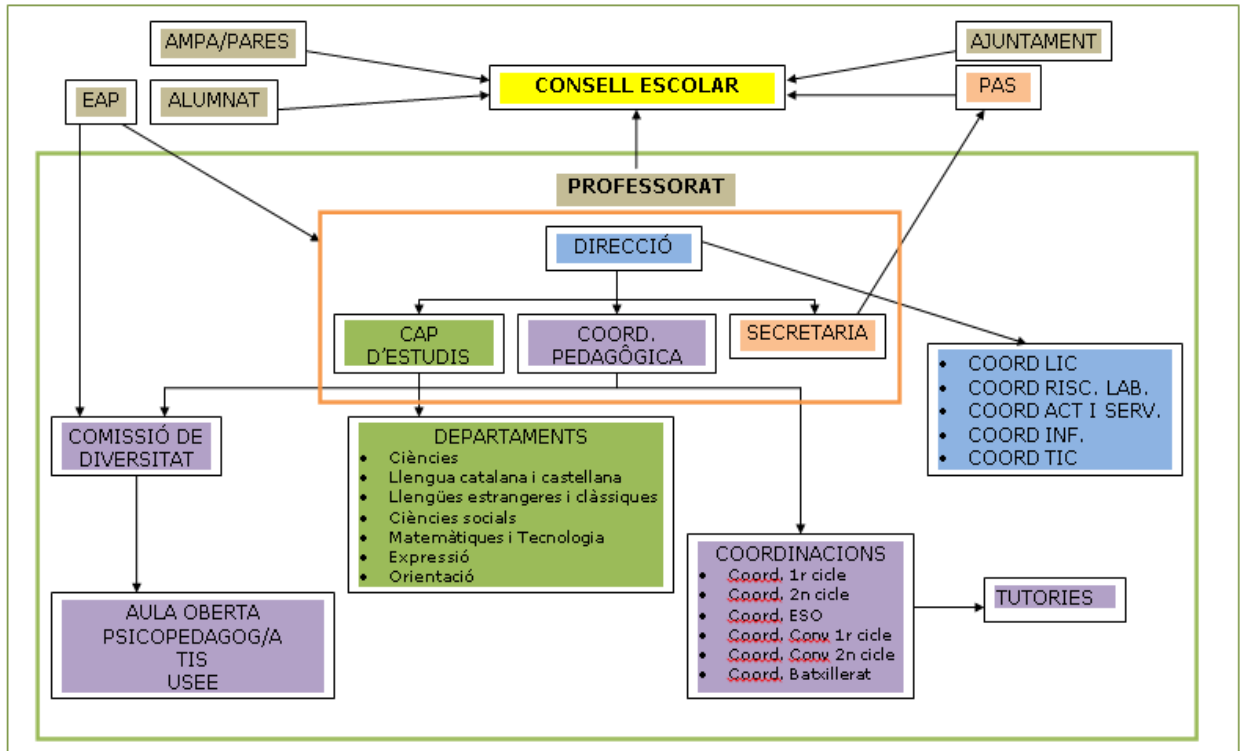 AMPA/PARES
AJUNTAMENT
CONSELL ESCOLAR
EAP
ALUMNAT
PAS
PROFESSORAT
DIRECCIÓ
CAP
D'ESTUDIS
COORD.
PEDAGÔGICA
SECRETARIA
• COORD LIC
• COORD RISC. LAB.
• COORD ACT I SERV.
• COORD INF.
• COORD TIC
COMISSIÓ DE
DIVERSITAT
DEPARTAMENTS
• Ciències
• Llengua catalana i castellana
• Llengües estrangeres i clàssiques
• Ciències socials
• Matemàtiques i Tecnologia
• Expressió
• Orientació
COORDINACIONS
• Coord. 1r cicle
• Coord. 2n cicle
• Coord. ESO
• Coord. Conv 1r cicle
• Coord. Conv 2n cicle
• Coord. Batxillerat
TUTORIES
AULA OBERTA
PSICOPEDAGOG/A
TIS
USEE